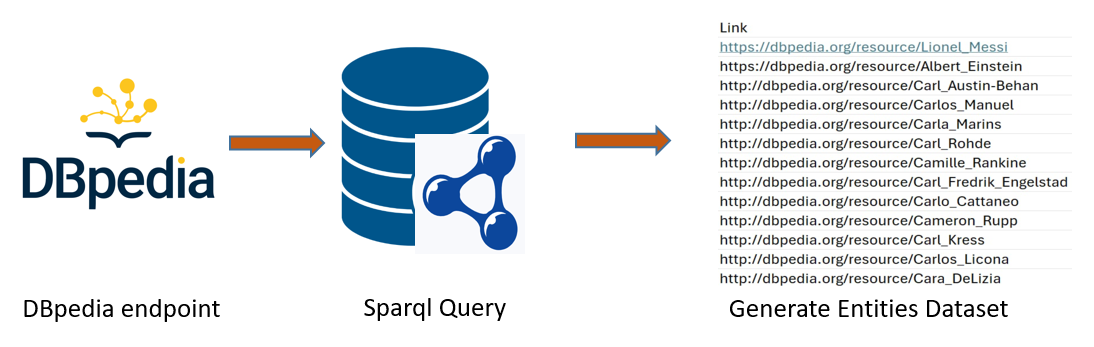 Link
https://dbpedia.org/resource/Lionel_Messi
https://dbpedia.org/resource/Albert_Einstein
http://dbpedia.org/resource/Carl_Austin-Behan
http://dbpedia.org/resource/Carlos_Manuel
http://dbpedia.org/resource/Carla_Marins
http://dbpedia.org/resource/Carl_Rohde
http://dbpedia.org/resource/Camille_Rankine
http://dbpedia.org/resource/Carl_Fredrik_Engelstad
http://dbpedia.org/resource/Carlo_Cattaneo
http://dbpedia.org/resource/Cameron_Rupp
http://dbpedia.org/resource/Carl_Kress
http://dbpedia.org/resource/Carlos_Licona
http://dbpedia.org/resource/Cara_DeLizia
DBpedia
DBpedia endpoint
Sparql Query
Generate Entities Dataset